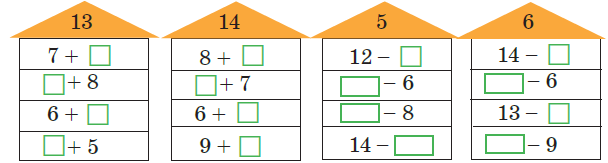 13
7 + □
□ + 8
6 + □
□ + 5
14
8 + □
□ + 7
6 + □
9 + □
5
12 − □
□ − 6
□ − 8
14 − □
6
14 − □
□ − 6
13 − □
□ − 9